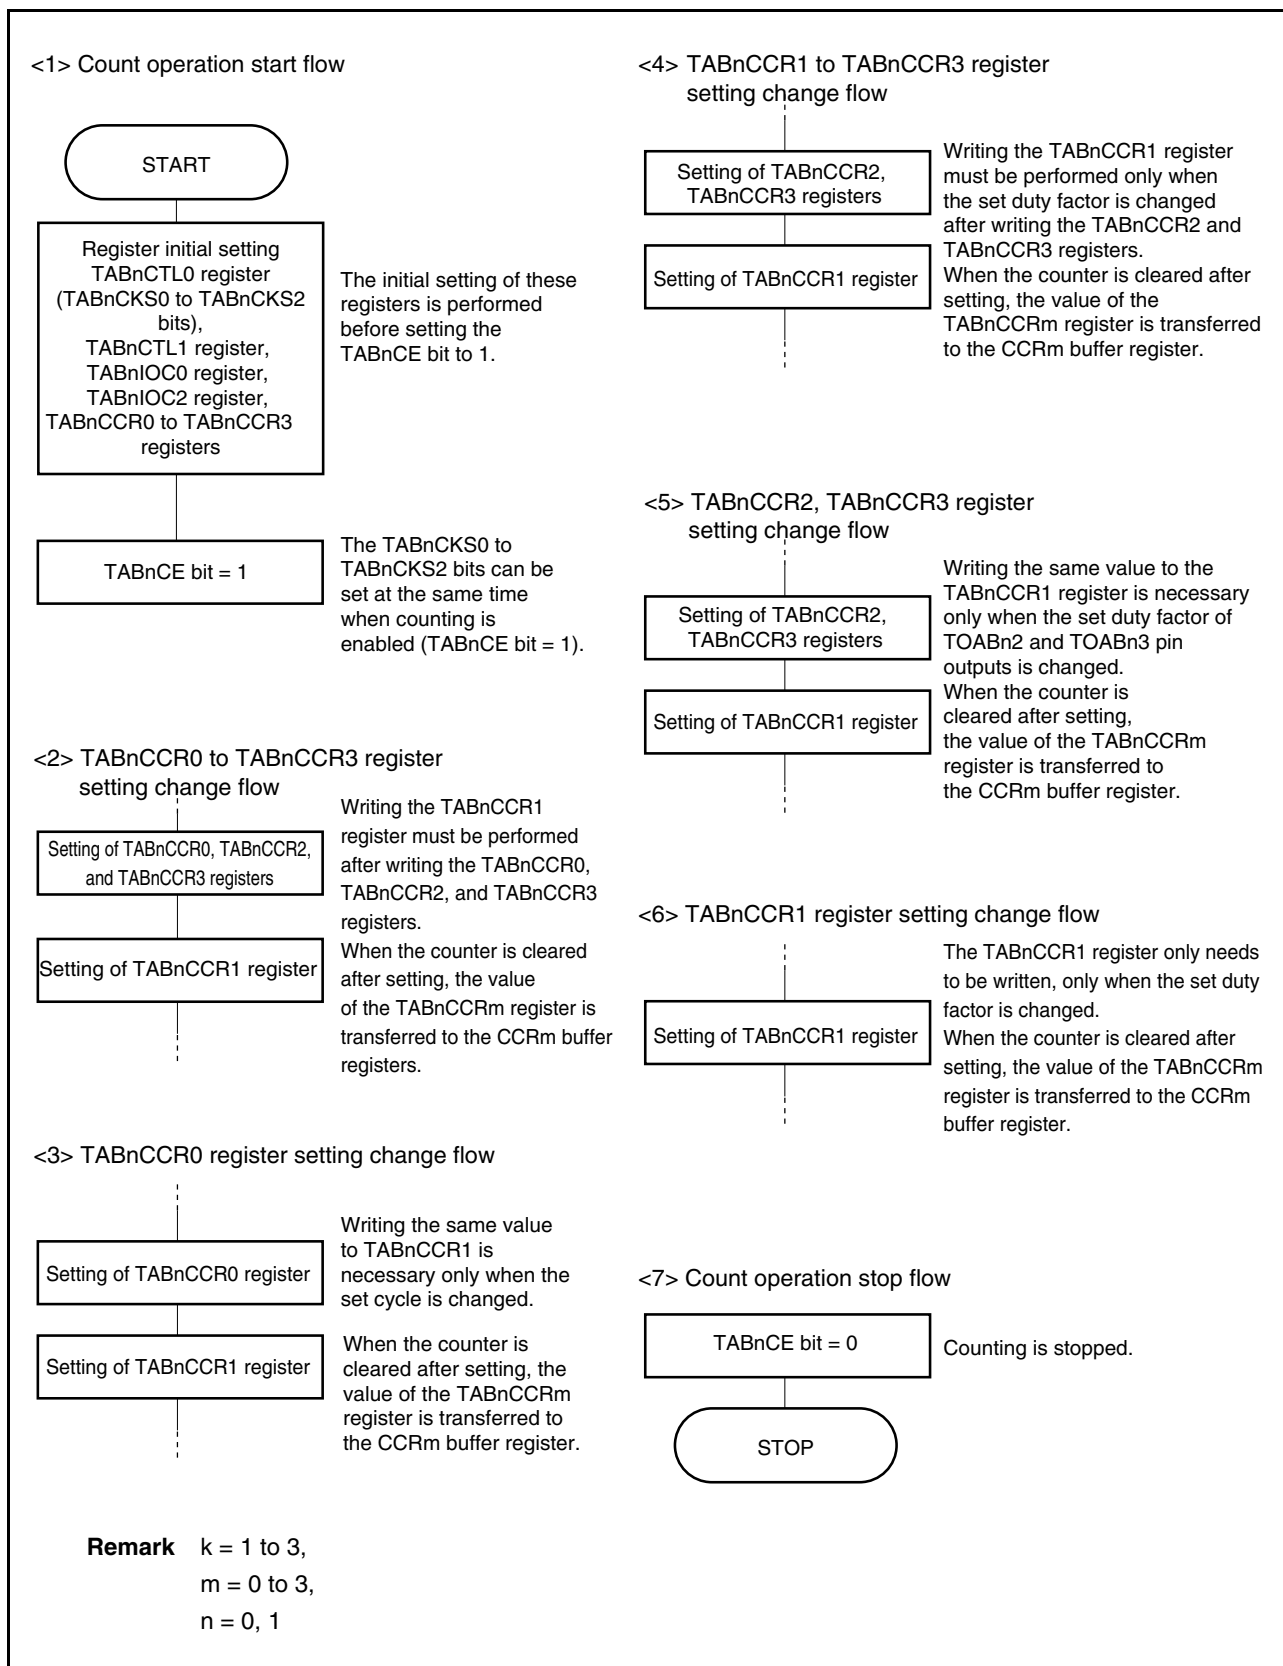 <1> Count operation start flow
START
Register initial setting
TABnCTL0 register
(TABnCKS0 to TABnCKS2
bits),
TABnCTL1 register,
TABnIOC0 register,
TABnIOC2 register,
TABnCCR0 to TABnCCR3
registers
The initial setting of these
registers is performed
before setting the
TABnCE bit to 1.
TABnCE bit = 1
The TABnCKS0 to
TABnCKS2 bits can be
set at the same time
when counting is
enabled (TABnCE bit = 1).
<2> TABnCCR0 to TABnCCR3 register
setting change flow
Setting of TABnCCR0, TABnCCR2,
and TABnCCR3 registers
Setting of TABnCCR1 register
Writing the TABnCCR1
register must be performed
after writing the TABnCCR0,
TABnCCR2, and TABnCCR3
registers.
When the counter is cleared
after setting, the value
of the TABnCCRm register is
transferred to the CCRm buffer
registers.
<3> TABnCCR0 register setting change flow
Setting of TABnCCR0 register
Writing the same value
to TABnCCR1 is
necessary only when the
set cycle is changed.
Setting of TABnCCR1 register
When the counter is
cleared after setting, the
value of the TABnCCRm
register is transferred to
the CCRm buffer register.
<4> TABnCCR1 to TABnCCR3 register
setting change flow
Setting of TABnCCR2,
TABnCCR3 registers
Setting of TABnCCR1 register
Writing the TABnCCR1 register
must be performed only when
the set duty factor is changed
after writing the TABnCCR2 and
TABnCCR3 registers.
When the counter is cleared after
setting, the value of the
TABnCCRm register is transferred
to the CCRm buffer register.
<5> TABnCCR2, TABnCCR3 register
setting change flow
Setting of TABnCCR2,
TABnCCR3 registers
Setting of TABnCCR1 register
Writing the same value to the
TABnCCR1 register is necessary
only when the set duty factor of
TOABn2 and TOABn3 pin
outputs is changed.
When the counter is
cleared after setting,
the value of the TABnCCRm
register is transferred to
the CCRm buffer register.
<6> TABnCCR1 register setting change flow
Setting of TABnCCR1 register
The TABnCCR1 register only needs
to be written, only when the set duty
factor is changed.
When the counter is cleared after
setting, the value of the TABnCCRm
register is transferred to the CCRm
buffer register.
<7> Count operation stop flow
TABnCE bit = 0
Counting is stopped.
STOP
Remark k = 1 to 3,
m = 0 to 3,
n = 0, 1